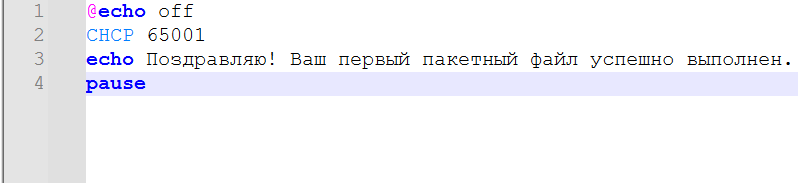 1 @echo off
2 CHCP 65001
3 echo Поздравляю! Ваш первый пакетный файл успешно выполнен.
4 pause